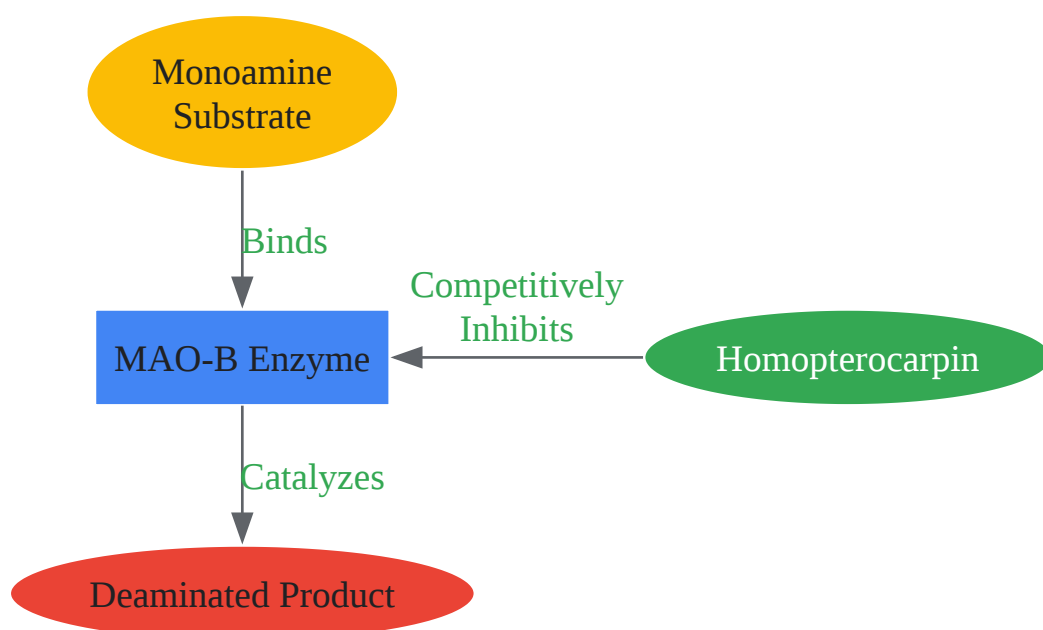 Monoamine
Substrate
Binds
Competitively
Inhibits
MAO-B Enzyme
Homopterocarpin
Catalyzes
Deaminated Product